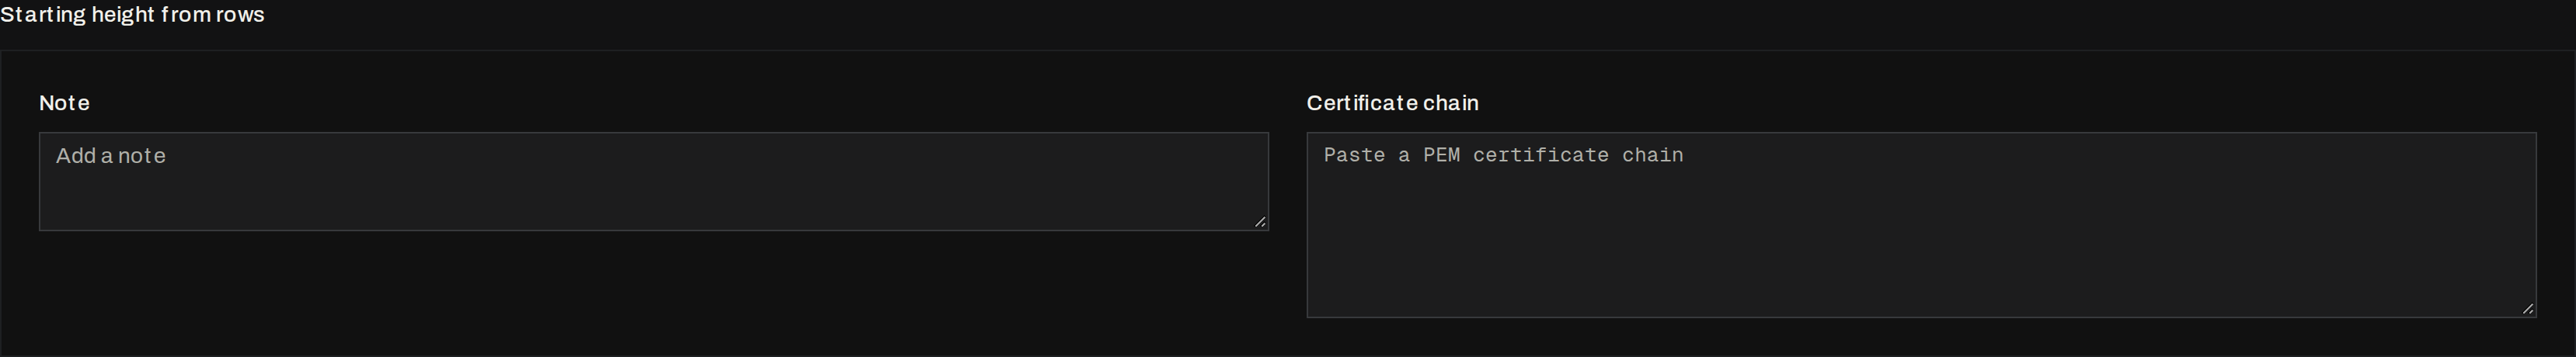 Starting height from rows
Note
Certificate chain
Add a note
Paste a PEM certificate chain